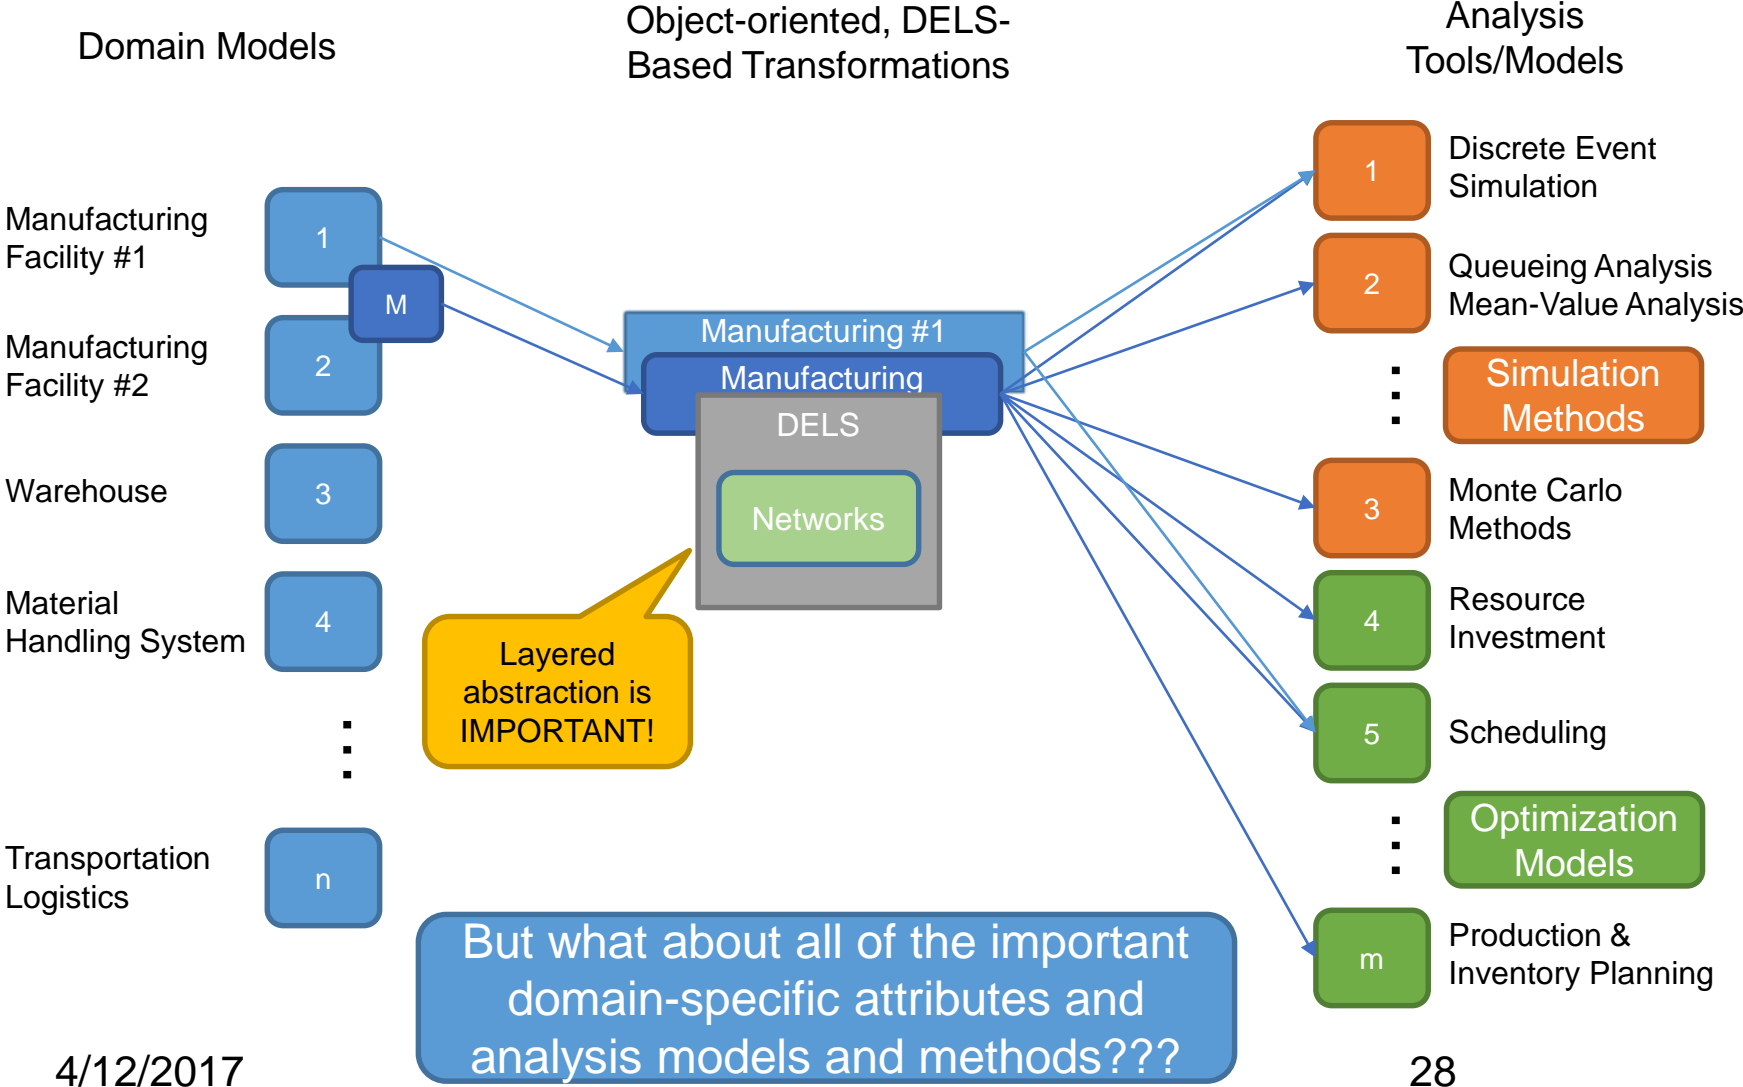 Domain Models
Object-oriented, DELS-
Based Transformations
Analysis
Tools/Models
Manufacturing
Facility #1
1
M
Manufacturing
Facility #2
2
Warehouse
3
Material
Handling System
4
Transportation
Logistics
n
Manufacturing #1
Manufacturing
DELS
Networks
Layered
abstraction is
IMPORTANT!
1
Discrete Event
Simulation
2
Queueing Analysis
Mean-Value Analysis
Simulation
Methods
3
Monte Carlo
Methods
4
Resource
Investment
5
Scheduling
Optimization
Models
m
Production &
Inventory Planning
But what about all of the important
domain-specific attributes and
analysis models and methods???
4/12/2017
28